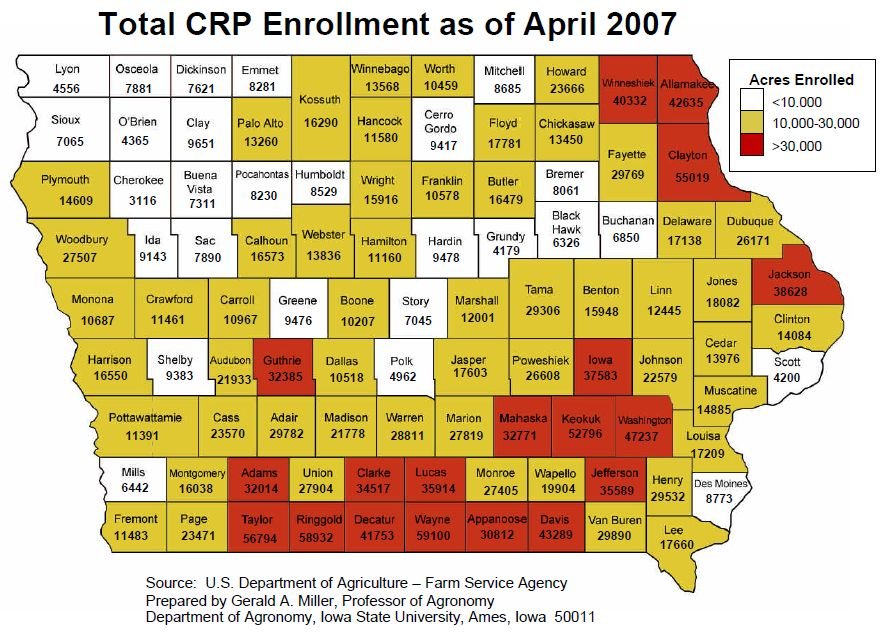 Total CRP Enrollment as of April 2007
Acres Enrolled
<10.000
10,000-30,000
>30,000
Lyon
4556
Osceola
7881
Dickinson
7621
Emmet
8281
Kossuth
16290
Winnebago
13568
Worth
10459
Mitchell
8685
Howard
23666
Winneshiek
40332
Allamakee
42635
Sioux
7065
O'Brien
4365
Clay
9651
Palo Alto
13260
Hancock
11580
Cerro
Gordo
9417
Floyd
17781
Chickasaw
13450
Fayette
29769
Clayton
55019
Plymouth
14609
Cherokee
3116
Buena
Vista
7311
Pocahontas
8230
Humboldt
8529
Wright
15916
Franklin
10578
Butler
16479
Bremer
8061
Woodbury
27507
Ida
9143
Sac
7890
Calhoun
16573
Webster
13836
Hamilton
11160
Hardin
9478
Grundy
4179
Black
Hawk
6326
Buchanan
6850
Delaware
17138
Dubuque
26171
Monona
10687
Crawford
11461
Carroll
10967
Greene
9476
Boone
10207
Story
7045
Marshall
12001
Tama
29306
Benton
15948
Linn
12445
Jones
18082
Jackson
38628
Clinton
14084
Harrison
16550
Shelby
9383
Audubon
21933
Guthrie
32385
Dallas
10518
Polk
4962
Jasper
17603
Poweshiek
26608
Iowa
37583
Johnson
22579
Cedar
13976
Scott
4200
Muscatine
14885
Pottawattamie
11391
Cass
23570
Adair
29782
Madison
21778
Warren
28811
Marion
27819
Mahaska
32771
Keokuk
52796
Washington
47237
Louisa
17209
Mills
6442
Montgomery
16038
Adams
32014
Union
27904
Clarke
34517
Lucas
35914
Monroe
27405
Wapello
19904
Jefferson
35589
Henry
29532
Des Moines
8773
Fremont
11483
Page
23471
Taylor
56794
Ringgold
58932
Decatur
41753
Wayne
59100
Appanoose
30812
Davis
43289
Van Buren
29890
Lee
17660
Source: U.S. Department of Agriculture – Farm Service Agency
Prepared by Gerald A. Miller, Professor of Agronomy
Department of Agronomy, Iowa State University, Ames, Iowa 50011